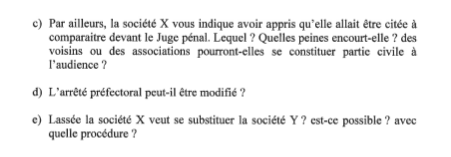 c) Par ailleurs, la société X vous indique avoir appris qu'elle allait être citée à
comparaitre devant le Juge pénal. Lequel ? Quelles peines encourt-elle ? des
voisins ou des associations pourront-elles se constituer partie civile à
l'audience ?
d) L'arrêté préfectoral peut-il être modifié ?
e) Lassée la société X veut se substituer la société Y ? est-ce possible ? avec
quelle procédure ?